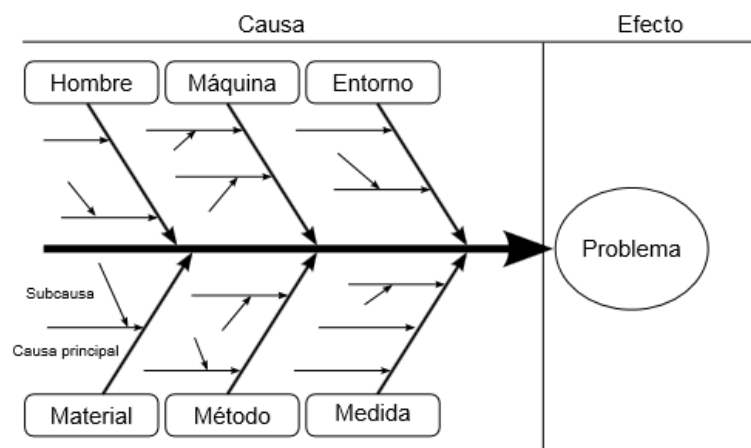 Causa
Efecto
Hombre
Máquina
Entorno
Problema
Subcausa
Causa principal
Material
Método
Medida